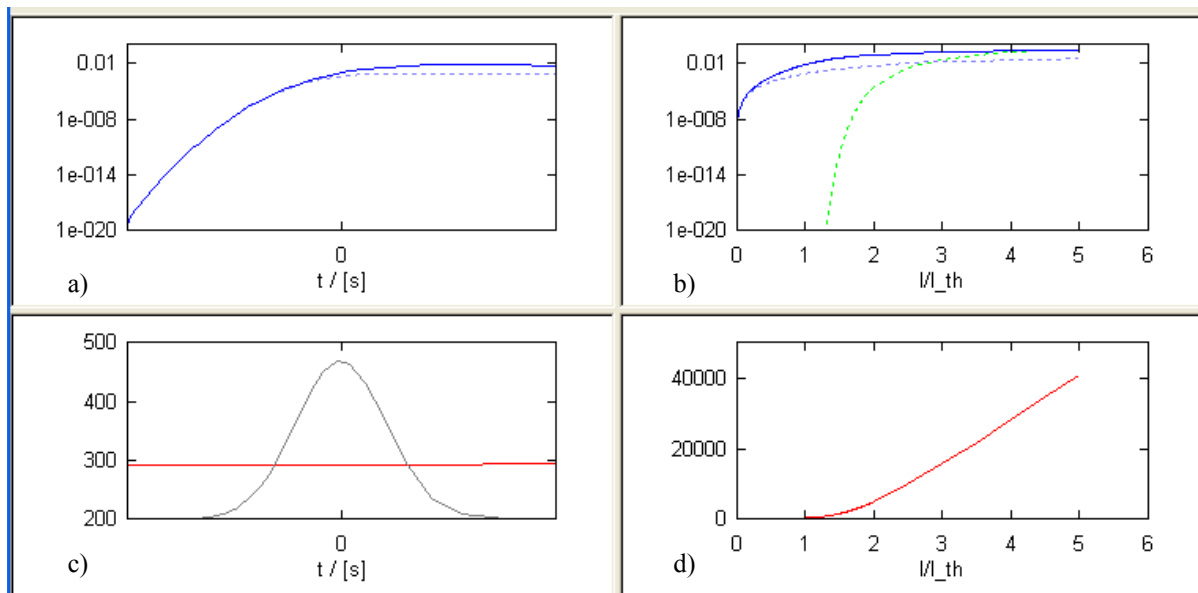 0.01
1e-008
1e-014
1e-020
0
t / [s]
a)
0.01
1e-008
1e-014
1e-020
0 1 2 3 4 5 6
I/I_th
b)
500
400
300
200
0
t / [s]
c)
40000
20000
0
0 1 2 3 4 5 6
I/I_th
d)